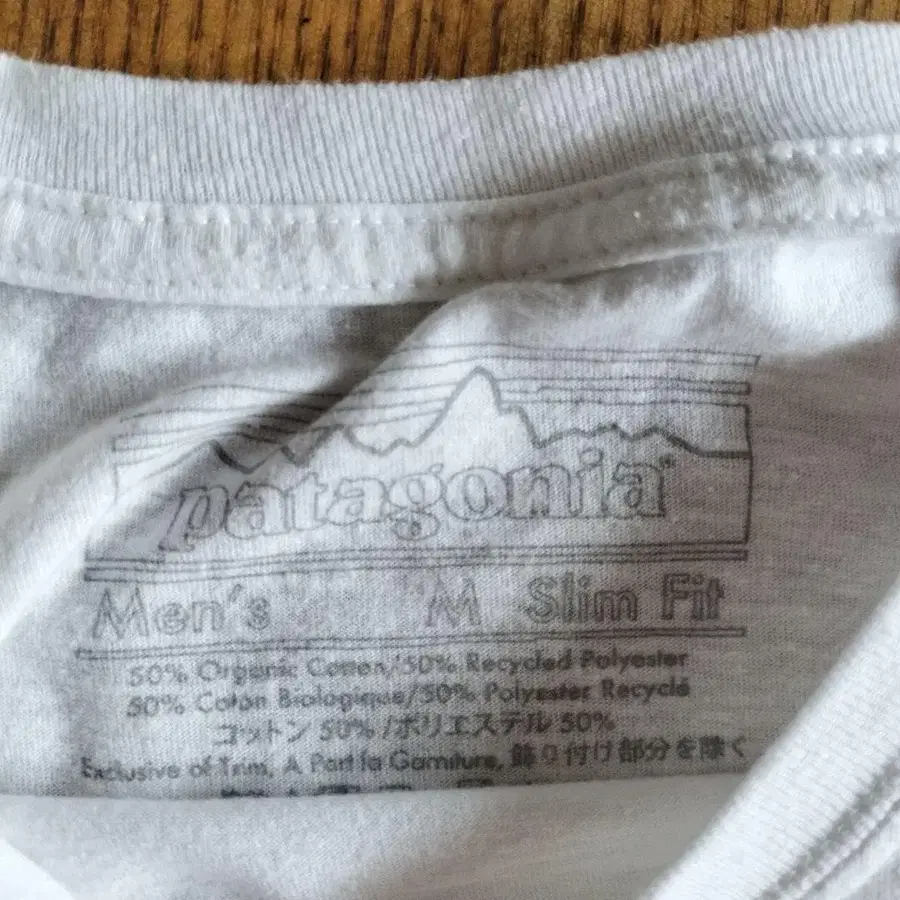 patagonia®
Men's M Slim Fit
50% Organic Cotton/50% Recycled Polyester
50% Coton Biologique/50% Polyester Recyclé
コットン 50% /ポリエステル 50%
Exclusive of Trim, A Part la Garniture, 飾り付け部分を除く